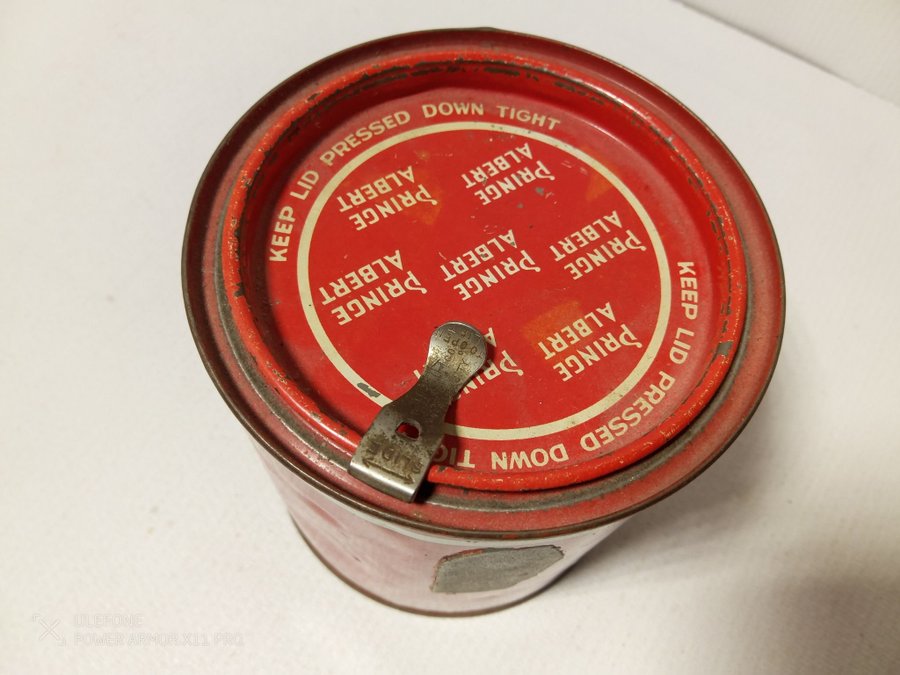 KEEP LID PRESSED DOWN TIGHT
KEEP LID PRESSED DOWN
PRINCE
ALBERT
PRINCE
ALBERT
PRINCE
ALBERT
PRINCE
ALBERT
PRINCE
ALBERT
PRINCE
ALBERT
ULEFONE
POWER ARMOR X11 PRO